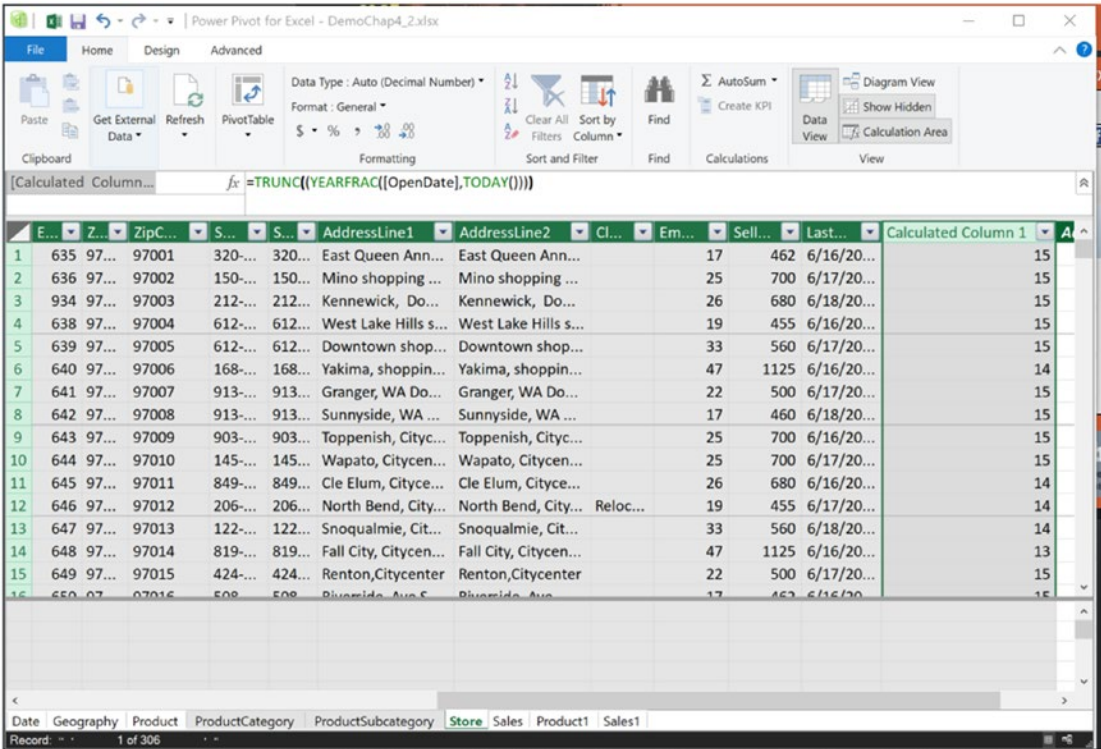 Power Pivot for Excel - DemoChap4_2.xlsx
File Home Design Advanced
Paste
Get External Data
Refresh
PivotTable
Data Type : Auto (Decimal Number)
Format : General
$ % ,
Clear All Filters
Sort by Column
Find
AutoSum
Create KPI
Data View
Diagram View
Show Hidden
Calculation Area
Clipboard Formatting Sort and Filter Find Calculations View
[Calculated Column... fx =TRUNC((YEARFRAC([OpenDate],TODAY())))
E... Z... ZipC... S... S... AddressLine1 AddressLine2 Cl... Em... Sell... Last... Calculated Column 1
1 635 97... 97001 320-... 320... East Queen Ann... East Queen Ann... 17 462 6/16/20... 15
2 636 97... 97002 150-... 150... Mino shopping ... Mino shopping ... 25 700 6/17/20... 15
3 934 97... 97003 212-... 212... Kennewick, Do... Kennewick, Do... 26 680 6/18/20... 15
4 638 97... 97004 612-... 612... West Lake Hills s... West Lake Hills s... 19 455 6/16/20... 15
5 639 97... 97005 612-... 612... Downtown shop... Downtown shop... 33 560 6/17/20... 15
6 640 97... 97006 168-... 168... Yakima, shoppin... Yakima, shoppin... 47 1125 6/16/20... 14
7 641 97... 97007 913-... 913... Granger, WA Do... Granger, WA Do... 22 500 6/17/20... 15
8 642 97... 97008 913-... 913... Sunnyside, WA ... Sunnyside, WA ... 17 460 6/18/20... 15
9 643 97... 97009 903-... 903... Toppenish, Cityc... Toppenish, Cityc... 25 700 6/16/20... 15
10 644 97... 97010 145-... 145... Wapato, Citycen... Wapato, Citycen... 25 700 6/17/20... 15
11 645 97... 97011 849-... 849... Cle Elum, Cityce... Cle Elum, Cityce... 26 680 6/16/20... 14
12 646 97... 97012 206-... 206... North Bend, City... North Bend, City... Reloc... 19 455 6/17/20... 14
13 647 97... 97013 122-... 122... Snoqualmie, Cit... Snoqualmie, Cit... 33 560 6/18/20... 14
14 648 97... 97014 819-... 819... Fall City, Citycen... Fall City, Citycen... 47 1125 6/16/20... 13
15 649 97... 97015 424-... 424... Renton,Citycenter Renton,Citycenter 22 500 6/17/20... 15
Date Geography Product ProductCategory ProductSubcategory Store Sales Product1 Sales1
Record: 1 of 306